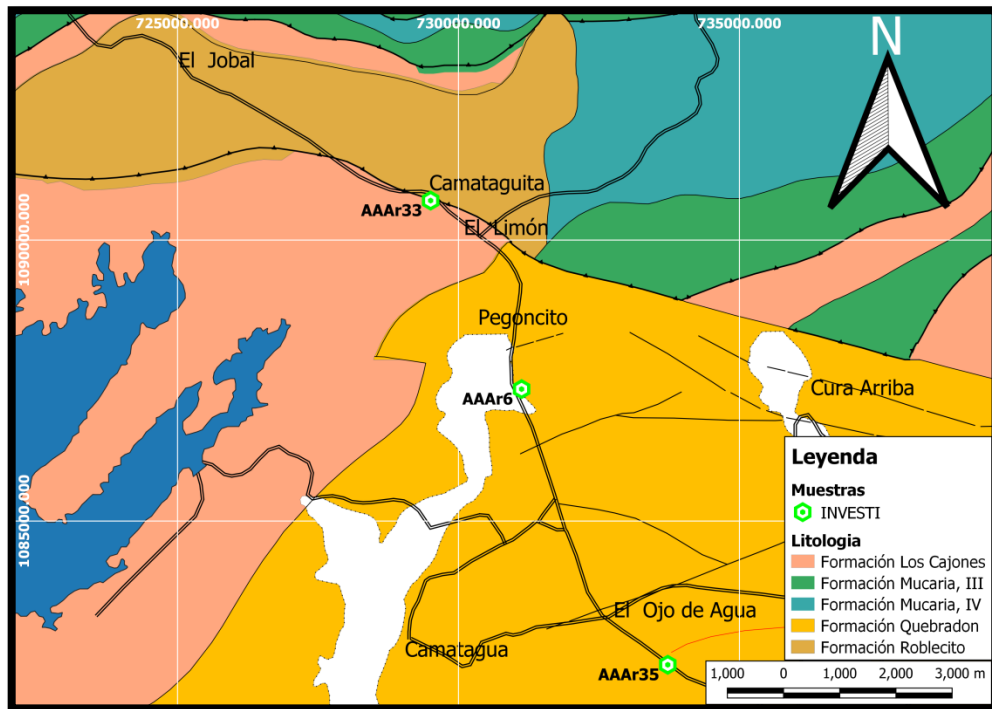 725000.000
730000.000
735000.000
N
El Jobal
Camataguita
AAAr33
El Limón
1090000.000
Pegoncito
AAAr6
Cura Arriba
1085000.000
El Ojo de Agua
Camatagua
AAAr35
Leyenda
Muestras
INVESTI
Litologia
Formación Los Cajones
Formación Mucaria, III
Formación Mucaria, IV
Formación Quebradon
Formación Roblecito
1,000 0 1,000 2,000 3,000 m